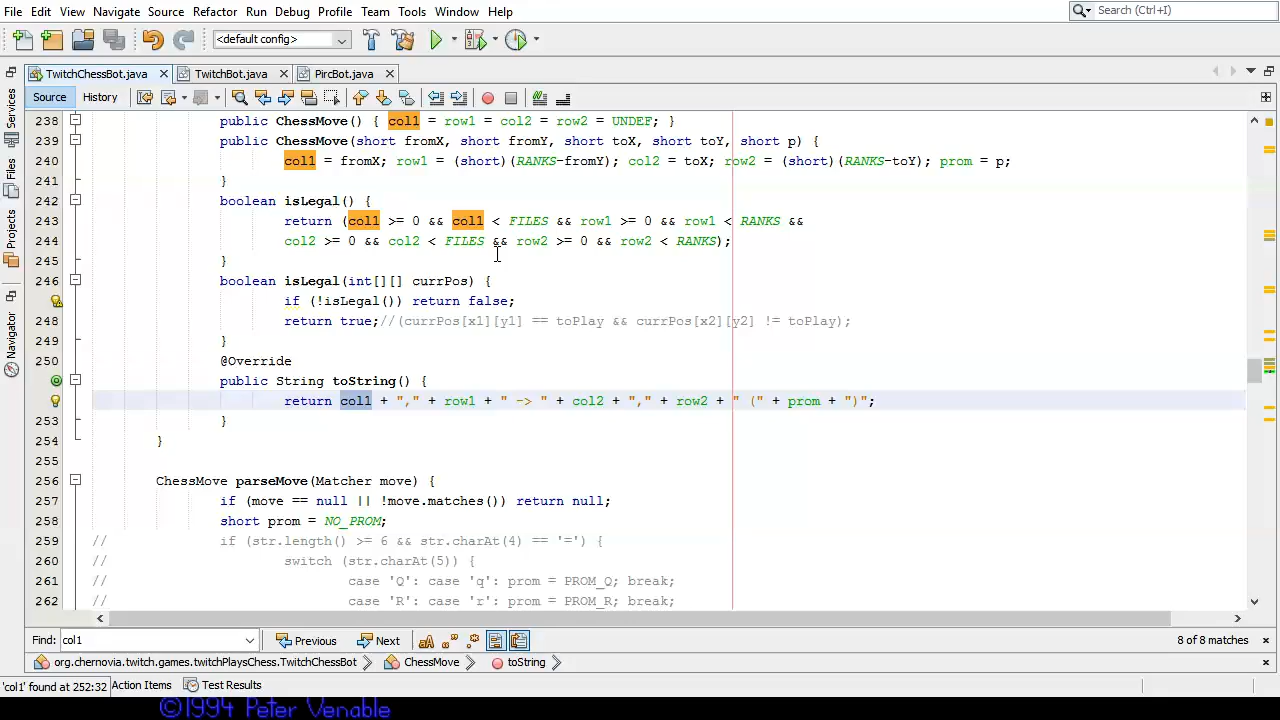 File Edit View Navigate Source Refactor Run Debug Profile Team Tools Window Help
Search (Ctrl+I)
<default config>
TwitchChessBot.java TwitchBot.java PircBot.java
Source History
Services
Files
Projects
Navigator
238 public ChessMove() { col1 = row1 = col2 = row2 = UNDEF; }
239 public ChessMove(short fromX, short fromY, short toX, short toY, short p) {
240 col1 = fromX; row1 = (short)(RANKS-fromY); col2 = toX; row2 = (short)(RANKS-toY); prom = p;
241 }
242 boolean isLegal() {
243 return (col1 >= 0 && col1 < FILES && row1 >= 0 && row1 < RANKS &&
244 col2 >= 0 && col2 < FILES && row2 >= 0 && row2 < RANKS);
245 }
246 boolean isLegal(int[][] currPos) {
if (!isLegal()) return false;
248 return true;//(currPos[x1][y1] == toPlay && currPos[x2][y2] != toPlay);
249 }
250 @Override
public String toString() {
return col1 + "," + row1 + " -> " + col2 + "," + row2 + " (" + prom + ")";
253 }
254 }
255
256 ChessMove parseMove(Matcher move) {
257 if (move == null || !move.matches()) return null;
258 short prom = NO_PROM;
259 // if (str.length() >= 6 && str.charAt(4) == '=') {
260 // switch (str.charAt(5)) {
261 // case 'Q': case 'q': prom = PROM_Q; break;
262 // case 'R': case 'r': prom = PROM_R; break;
Find: col1 Previous Next 8 of 8 matches
org.chernovia.twitch.games.twitchPlaysChess.TwitchChessBot ChessMove toString
'col1' found at 252:32 Action Items Test Results
©1994 Peter Venable